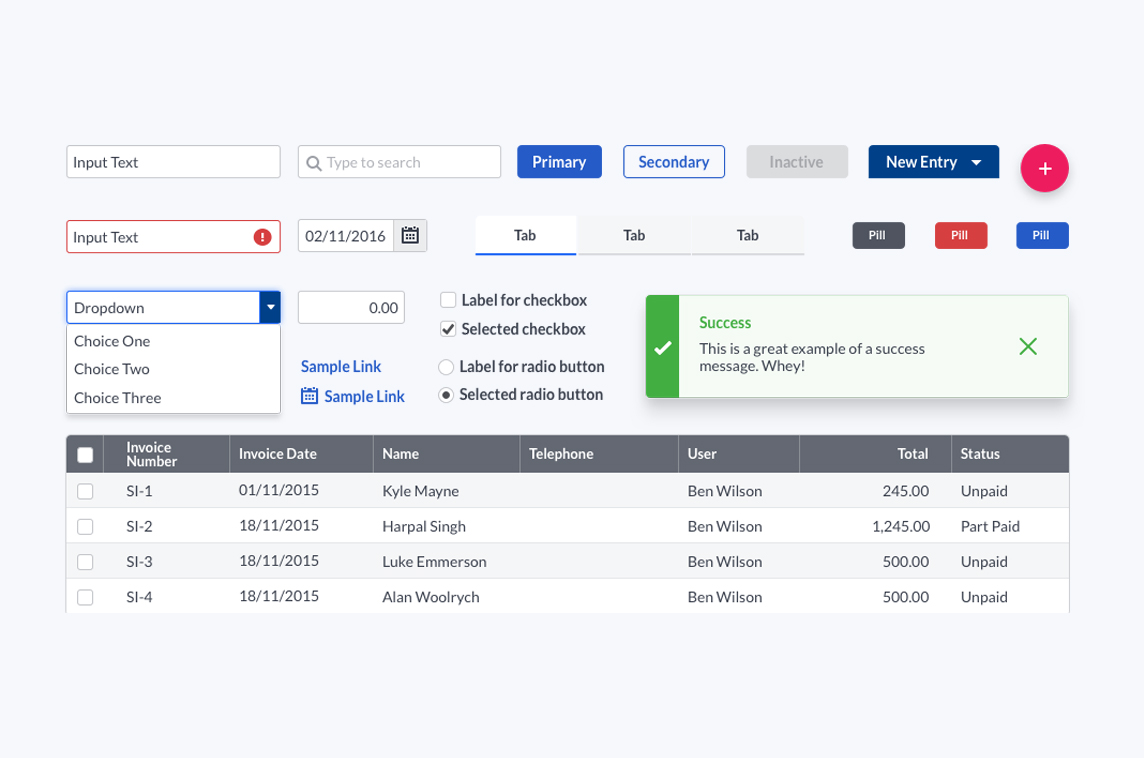 Input Text
Type to search
Primary
Secondary
Inactive
New Entry
+
Input Text
!
02/11/2016
Tab
Tab
Tab
Pill
Pill
Pill
Dropdown
Choice One
Choice Two
Choice Three
0.00
Sample Link
Sample Link
Label for checkbox
Selected checkbox
Label for radio button
Selected radio button
Success
This is a great example of a success
message. Whey!
Invoice
Number
Invoice Date
Name
Telephone
User
Total
Status
SI-1 01/11/2015 Kyle Mayne Ben Wilson 245.00 Unpaid
SI-2 18/11/2015 Harpal Singh Ben Wilson 1,245.00 Part Paid
SI-3 18/11/2015 Luke Emmerson Ben Wilson 500.00 Unpaid
SI-4 18/11/2015 Alan Woolrych Ben Wilson 500.00 Unpaid